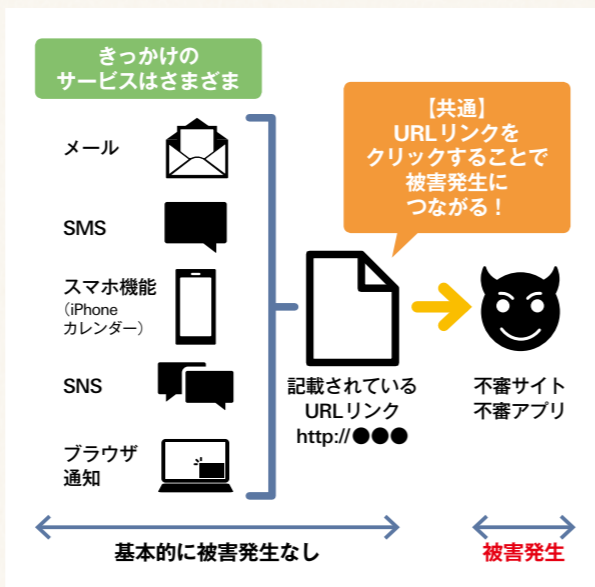 きっかけの
サービスはさまざま
【共通】
URLリンクを
クリックすることで
被害発生に
つながる！
メール
SMS
スマホ機能
（iPhone
カレンダー）
SNS
ブラウザ
通知
記載されている
URLリンク
http://●●●
不審サイト
不審アプリ
基本的に被害発生なし
被害発生